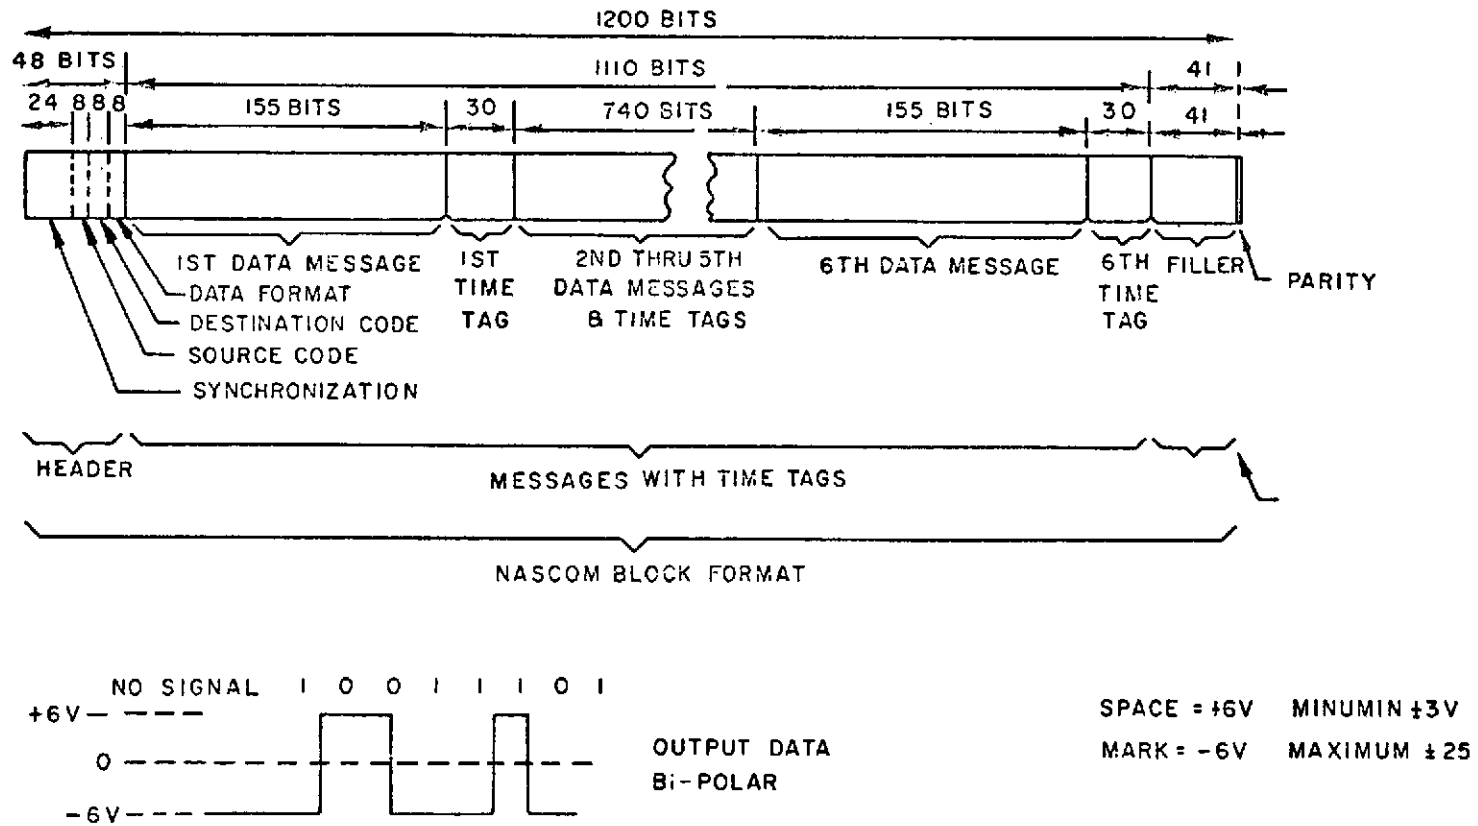 1200 BITS
48 BITS 1110 BITS 41
24 8 8 8 155 BITS 30 740 BITS 155 BITS 30 41
1ST DATA MESSAGE
DATA FORMAT
DESTINATION CODE
SOURCE CODE
SYNCHRONIZATION
1ST
TIME
TAG
2ND THRU 5TH
DATA MESSAGES
& TIME TAGS
6TH DATA MESSAGE
6TH
TIME
TAG
FILLER
PARITY
HEADER
MESSAGES WITH TIME TAGS
NASCOM BLOCK FORMAT
NO SIGNAL 1 0 0 1 1 1 0 1
+6V
0
-6V
OUTPUT DATA
Bi-POLAR
SPACE = +6V MINUMIN ±3V
MARK = -6V MAXIMUM ±25